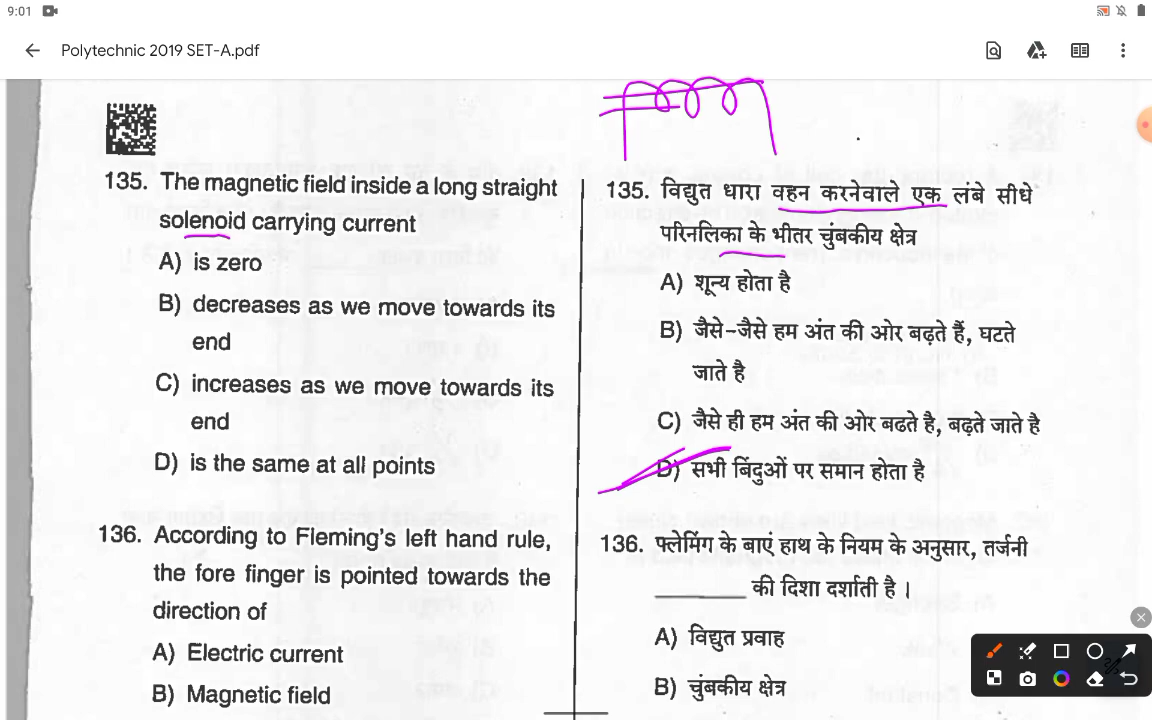 9:01
Polytechnic 2019 SET-A.pdf
135. The magnetic field inside a long straight
solenoid carrying current
A) is zero
B) decreases as we move towards its
end
C) increases as we move towards its
end
D) is the same at all points
136. According to Fleming's left hand rule,
the fore finger is pointed towards the
direction of
A) Electric current
B) Magnetic field
135. विद्युत धारा वहन करनेवाले एक लंबे सीधे
परिनलिका के भीतर चुंबकीय क्षेत्र
A) शून्य होता है
B) जैसे-जैसे हम अंत की ओर बढ़ते हैं, घटते
जाते है
C) जैसे ही हम अंत की ओर बढते है, बढ़ते जाते है
D) सभी बिंदुओं पर समान होता है
136. फ्लेमिंग के बाएं हाथ के नियम के अनुसार, तर्जनी
_________ की दिशा दर्शाती है ।
A) विद्युत प्रवाह
B) चुंबकीय क्षेत्र